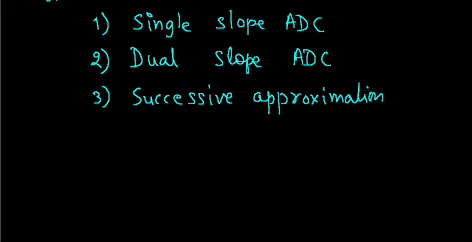 1) Single slope ADC
2) Dual slope ADC
3) Successive approximation